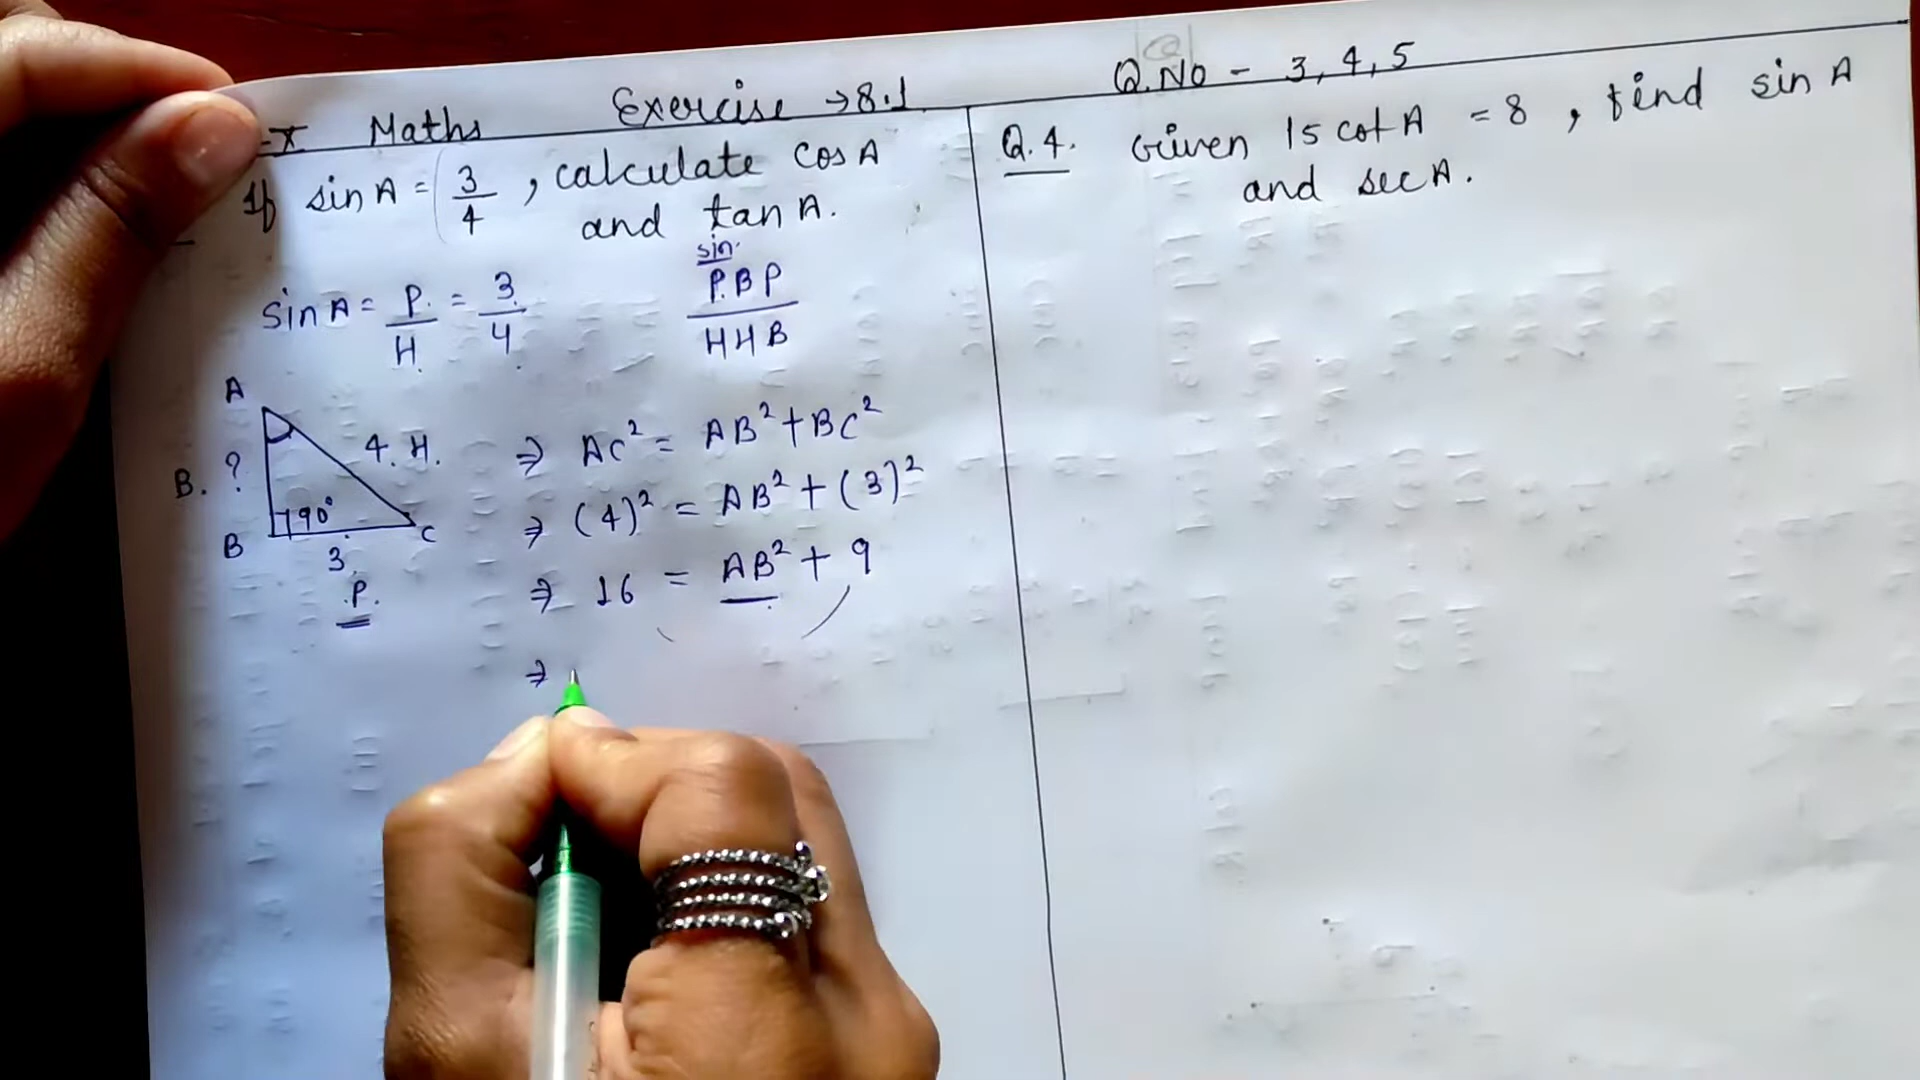 -X Maths Exercise →8.1 Q.No - 3,4,5
If sin A = 3/4 , calculate cos A
and tan A.
sin A = P/H = 3/4
sin
P.BP
HHB
A
4. H.
B. ?
90°
B
C
3
P.
⇒ AC² = AB² + BC²
⇒ (4)² = AB² + (3)²
⇒ 16 = AB² + 9
⇒
Q.4. Given 15 cot A = 8 , find sin A
and sec A.